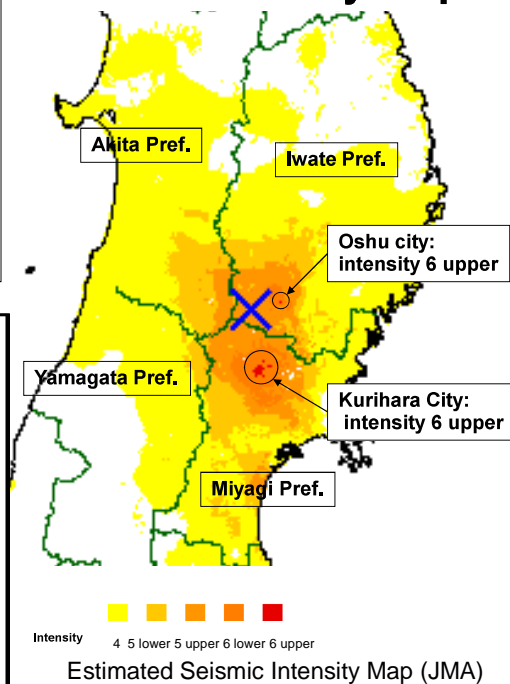 Akita Pref.
Iwate Pref.
Oshu city:
intensity 6 upper
Yamagata Pref.
Kurihara City:
intensity 6 upper
Miyagi Pref.
Intensity 4 5 lower 5 upper 6 lower 6 upper
Estimated Seismic Intensity Map (JMA)